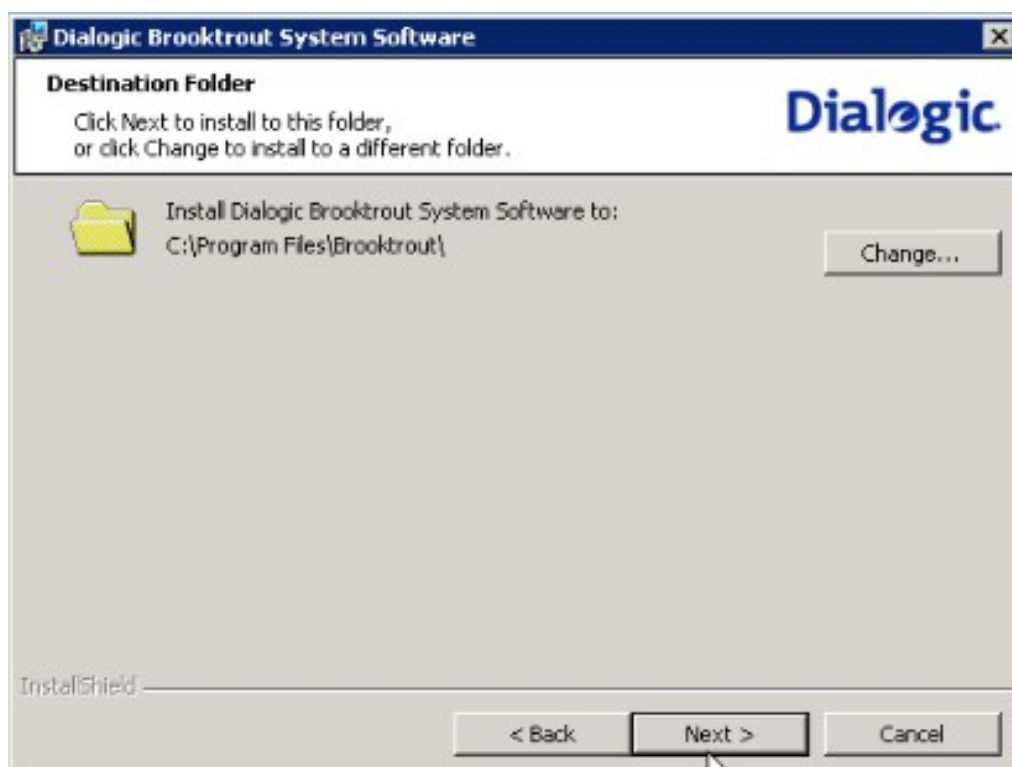 Dialogic Brooktrout System Software
Destination Folder
Click Next to install to this folder,
or click Change to install to a different folder.
Dialogic.
Install Dialogic Brooktrout System Software to:
C:\Program Files\Brooktrout\
Change...
InstallShield
< Back
Next >
Cancel